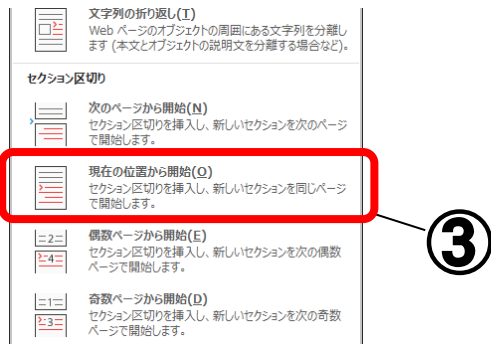 文字列の折り返し(T)
Web ページのオブジェクトの周囲にある文字列を分離し
ます (本文とオブジェクトの説明文を分離する場合など)。
セクション区切り
次のページから開始(N)
セクション区切りを挿入し、新しいセクションを次のページ
で開始します。
現在の位置から開始(O)
セクション区切りを挿入し、新しいセクションを同じページ
で開始します。
③
=2=
偶数ページから開始(E)
セクション区切りを挿入し、新しいセクションを次の偶数
=4=
ページで開始します。
=1=
奇数ページから開始(D)
セクション区切りを挿入し、新しいセクションを次の奇数
=3=
ページで開始します。